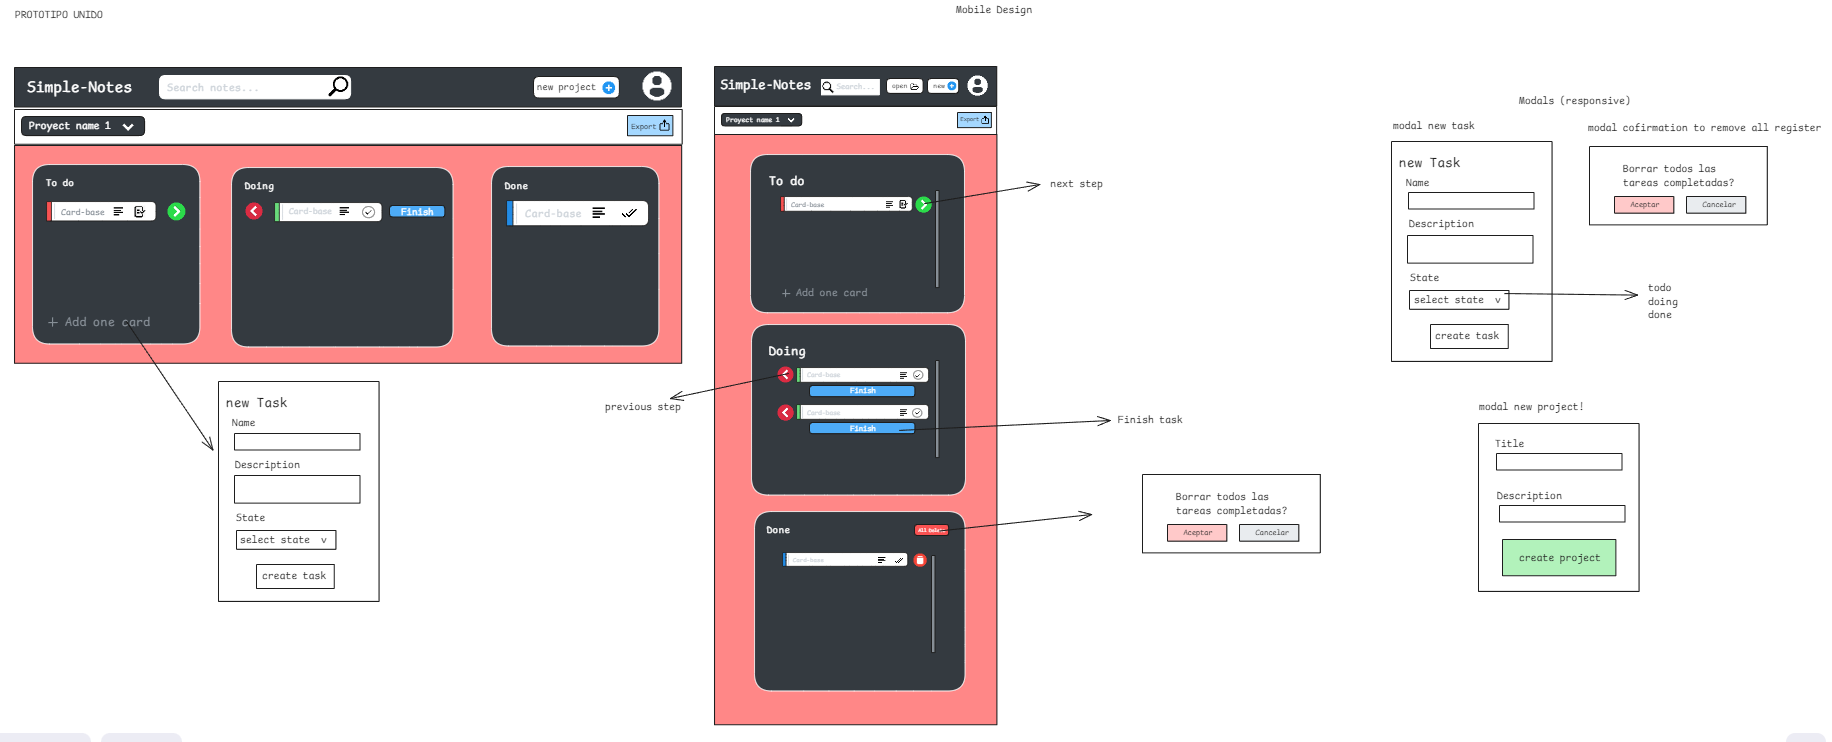 PROTOTIPO UNIDO
Simple-Notes
Search notes...
new project
Proyect name 1
Export
To do
Card-base
+ Add one card
Doing
Card-base
Finish
Done
Card-base
new Task
Name
Description
State
select state v
create task
Mobile Design
Simple-Notes
Search...
open
new
Proyect name 1
Export
To do
Card-base
+ Add one card
next step
Doing
Card-base
Finish
Card-base
Finish
previous step
Finish task
Done
All Delete
Card-base
Borrar todos las
tareas completadas?
Aceptar
Cancelar
Modals (responsive)
modal new task
new Task
Name
Description
State
select state v
create task
todo
doing
done
modal cofirmation to remove all register
Borrar todos las
tareas completadas?
Aceptar
Cancelar
modal new project!
Title
Description
create project